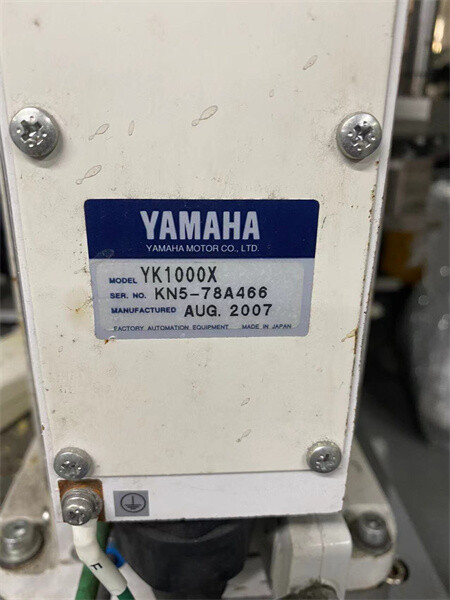 YAMAHA
YAMAHA MOTOR CO., LTD.
MODEL YK1000X
SER. NO. KN5-78A466
MANUFACTURED AUG. 2007
FACTORY AUTOMATION EQUIPMENT MADE IN JAPAN